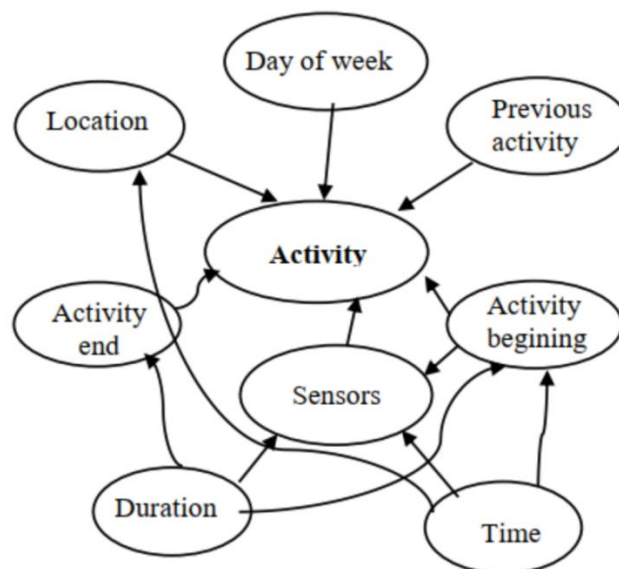 Day of week
Location
Previous
activity
Activity
Activity
end
Activity
begining
Sensors
Duration
Time